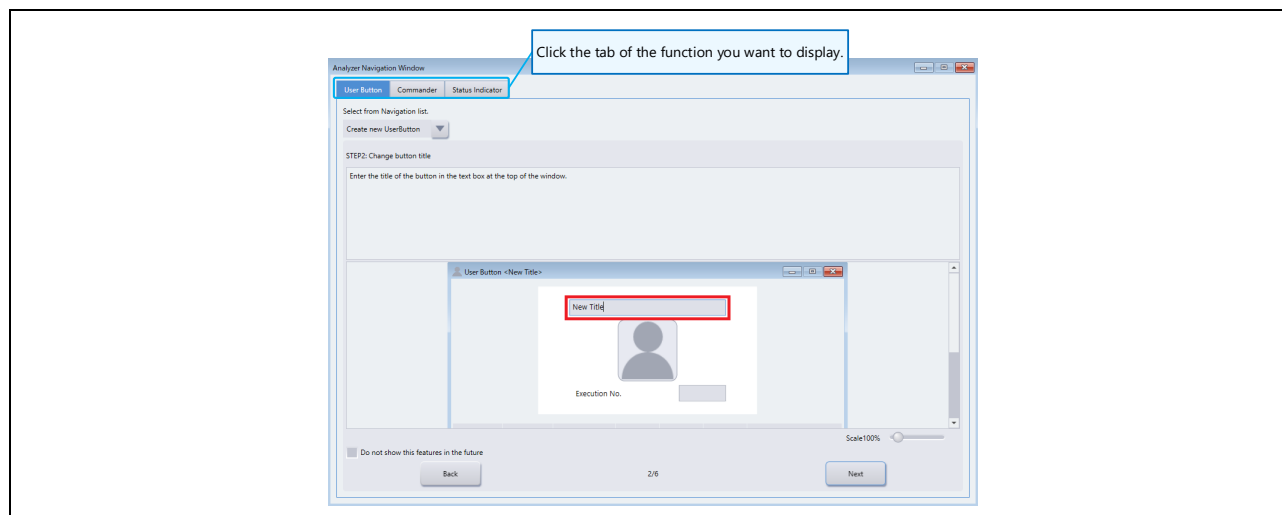 Click the tab of the function you want to display.
Analyzer Navigation Window
User Button Commander Status Indicator
Select from Navigation list.
Create new UserButton
STEP2: Change button title
Enter the title of the button in the text box at the top of the window.
User Button <New Title>
New Title
Execution No.
Scale100%
Do not show this features in the future
Back 2/6 Next